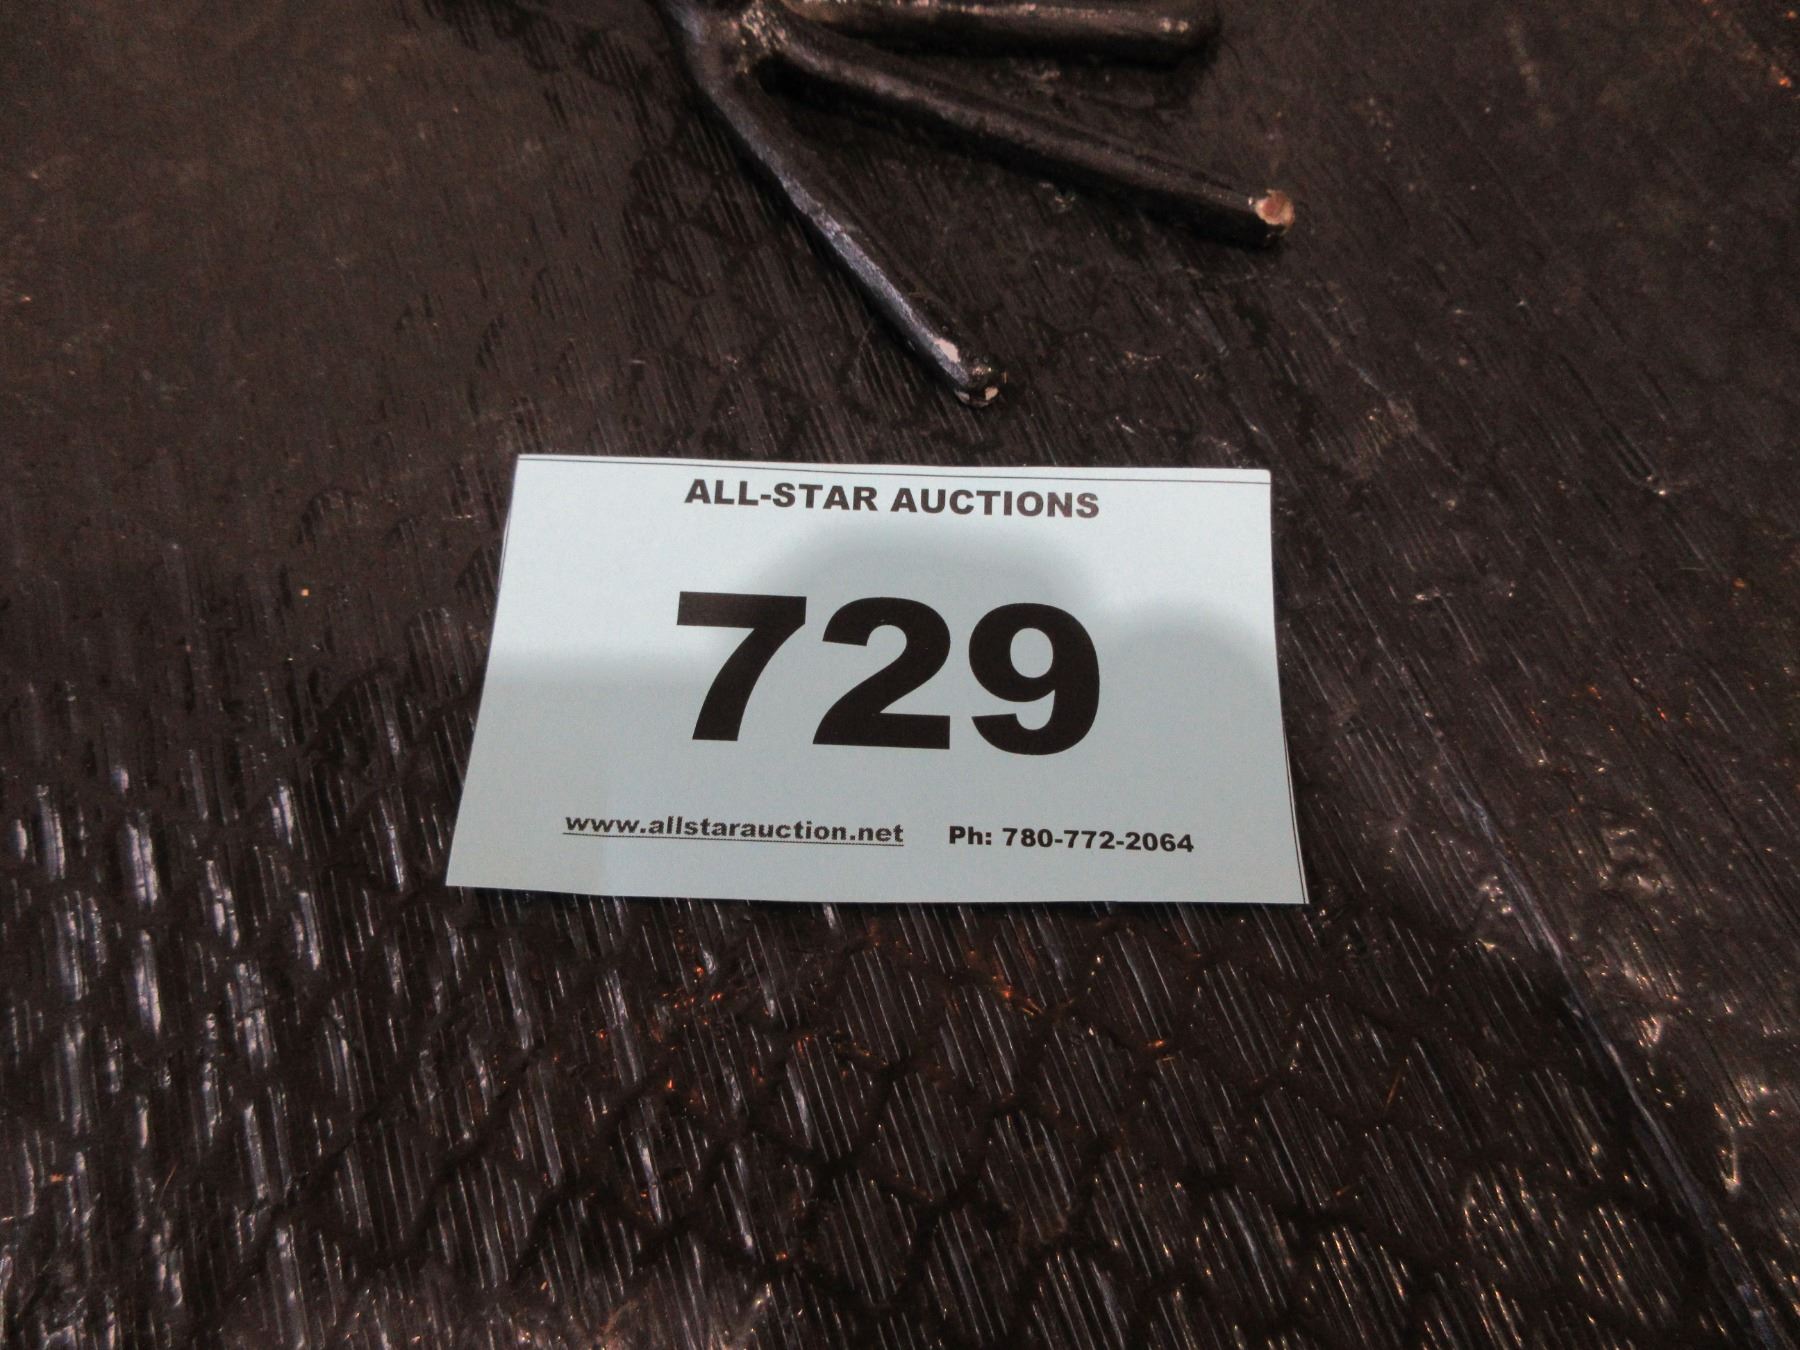 ALL-STAR AUCTIONS
729
www.allstarauction.net Ph: 780-772-2064